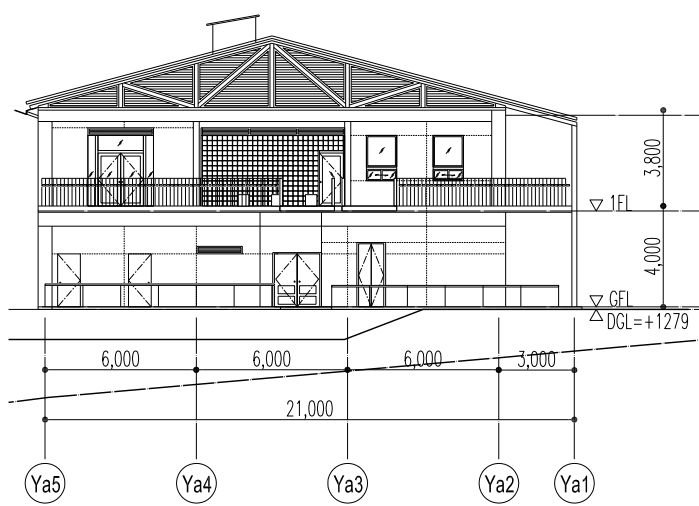 3,800
1FL
4,000
GFL
DGL=+1279
6,000
6,000
6,000
3,000
21,000
Ya5
Ya4
Ya3
Ya2
Ya1